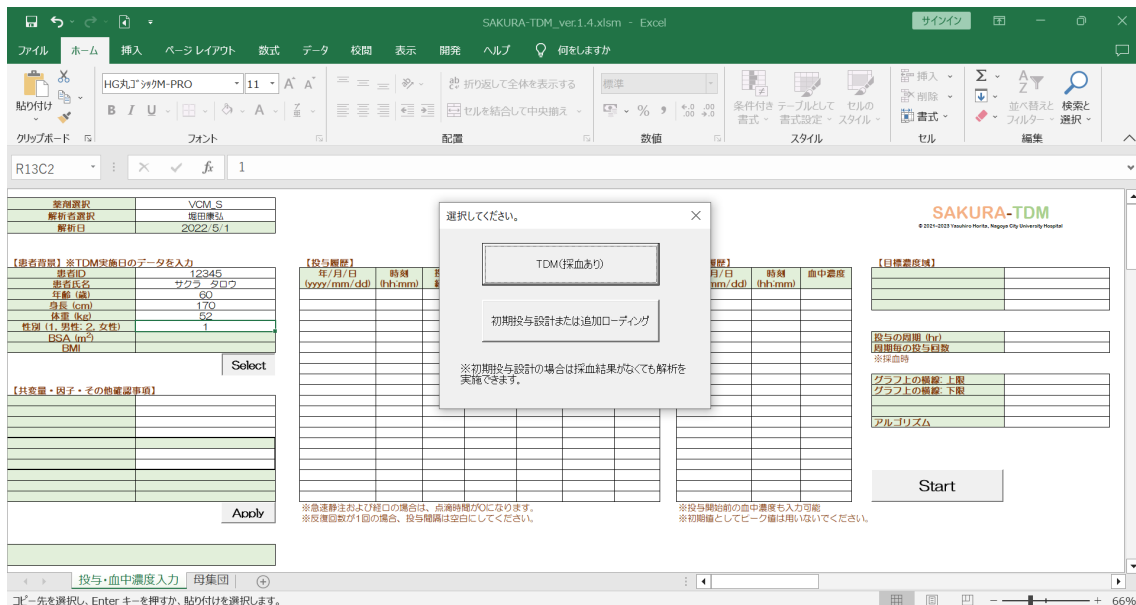 SAKURA-TDM_ver.1.4.xlsm - Excel
サインイン
ファイル ホーム 挿入 ページ レイアウト 数式 データ 校閲 表示 開発 ヘルプ 何をしますか
貼り付け
HG丸ゴシックM-PRO 11
B I U
折り返して全体を表示する
セルを結合して中央揃え
標準
条件付き書式
テーブルとして書式設定
セルのスタイル
挿入
削除
書式
並べ替えと
フィルター
検索と
選択
クリップボード フォント 配置 数値 スタイル セル 編集
R13C2 fx 1
薬剤選択 VCM_S
解析者選択 堀田康弘
解析日 2022/5/1
【患者背景】※TDM実施日のデータを入力
患者ID 12345
患者氏名 サクラ タロウ
年齢 (歳) 60
身長 (cm) 170
体重 (kg) 52
性別 (1, 男性; 2, 女性) 1
BSA (m²)
BMI
Select
【共変量・因子・その他確認事項】
Apply
【投与履歴】
年/月/日
(yyyy/mm/dd)
時刻
(hh:mm)
※急速静注および経口の場合は、点滴時間が0になります。
※反復回数が1回の場合、投与間隔は空白にしてください。
選択してください。
TDM(採血あり)
初期投与設計または追加ローディング
※初期投与設計の場合は採血結果がなくても解析を
実施できます。
時刻
(hh:mm)
血中濃度
※投与開始前の血中濃度も入力可能
※初期値としてピーク値は用いないでください。
SAKURA-TDM
© 2021-2023 Yasuhiro Horita, Nagoya City University Hospital
【目標濃度域】
投与の周期 (hr)
周期毎の投与回数
※採血時
グラフ上の横線: 上限
グラフ上の横線: 下限
アルゴリズム
Start
投与・血中濃度入力 母集団
コピー先を選択し、Enter キーを押すか、貼り付けを選択します。
66%